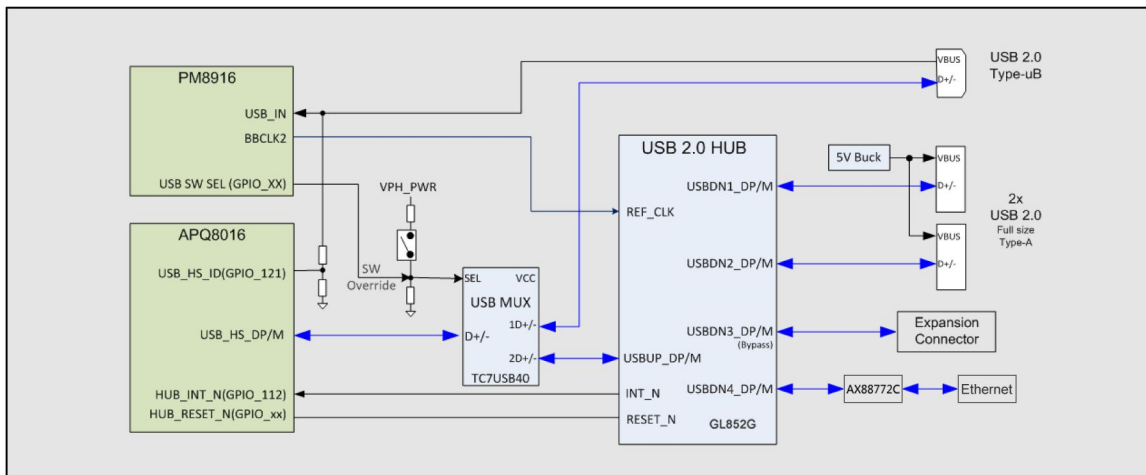 PM8916
USB_IN
BBCLK2
USB SW SEL (GPIO_XX)
APQ8016
USB_HS_ID(GPIO_121)
USB_HS_DP/M
HUB_INT_N(GPIO_112)
HUB_RESET_N(GPIO_xx)
VPH_PWR
SW
Override
SEL
VCC
USB MUX
1D+/-
D+/-
2D+/-
TC7USB40
USB 2.0 HUB
REF_CLK
USBDN1_DP/M
USBDN2_DP/M
USBDN3_DP/M
(Bypass)
USBUP_DP/M
USBDN4_DP/M
INT_N
RESET_N
GL852G
VBUS
D+/-
USB 2.0
Type-uB
5V Buck
VBUS
D+/-
VBUS
D+/-
2x
USB 2.0
Full size
Type-A
Expansion
Connector
AX88772C
Ethernet